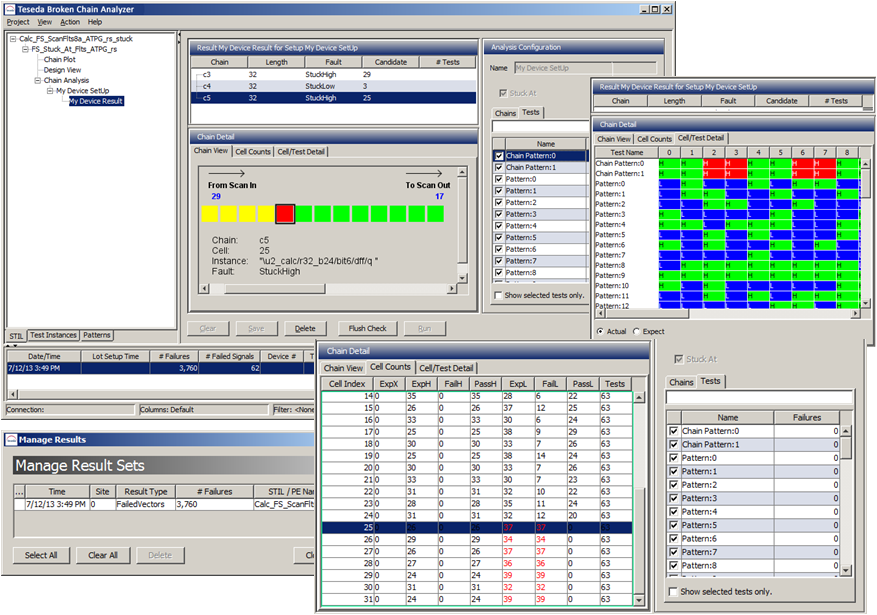 Teseda Broken Chain Analyzer
Project View Action Help
Calc_FS_ScanFlts8a_ATPG_rs_stuck
FS_Stuck_At_Flts_ATPG_rs
Chain Plot
Design View
Chain Analysis
My Device SetUp
My Device Result
STIL Test Instances Patterns
Result My Device Result for Setup My Device SetUp
Chain Length Fault Candidate # Tests
c3 32 StuckHigh 29
c4 32 StuckLow 3
c5 32 StuckHigh 25
Chain Detail
Chain View Cell Counts Cell/Test Detail
From Scan In To Scan Out
29 17
Chain: c5
Cell: 25
Instance: "\u2_calc/r32_b24/bit6/dff/q "
Fault: StuckHigh
Clear Save Delete Flush Check Run
Analysis Configuration
Name My Device SetUp
Stuck At
Chains Tests
Name
Chain Pattern:0
Chain Pattern:1
Pattern:0
Pattern:1
Pattern:2
Pattern:3
Pattern:4
Pattern:5
Pattern:6
Pattern:7
Pattern:8
Show selected tests only.
Result My Device Result for Setup My Device SetUp
Chain Length Fault Candidate # Tests
Chain Detail
Chain View Cell Counts Cell/Test Detail
Test Name 0 1 2 3 4 5 6 7 8
Chain Pattern:0 H H H H H H H H H
Chain Pattern:1 H H H H H H H H H
Pattern:0
Pattern:1
Pattern:2
Pattern:3
Pattern:4
Pattern:5
Pattern:6
Pattern:7
Pattern:8
Pattern:9
Pattern:10
Pattern:11
Pattern:12
Actual Expect
Date/Time Lot Setup Time # Failures # Failed Signals Device # T
7/12/13 3:49 PM 3,760 62
Connection: Columns: Default Filter: <None
Manage Results
Manage Result Sets
... Time Site Result Type # Failures STIL / PE Na
7/12/13 3:49 PM 0 FailedVectors 3,760 Calc_FS_ScanFl
Select All Clear All Delete Cl
Chain Detail
Chain View Cell Counts Cell/Test Detail
Cell Index ExpX ExpH FailH PassH ExpL FailL PassL Tests
14 0 35 0 35 28 6 22 63
15 0 26 0 26 37 12 25 63
16 0 33 0 33 30 6 24 63
17 0 25 0 25 38 9 29 63
18 0 30 0 30 33 7 26 63
19 0 25 0 25 38 14 24 63
20 0 30 0 30 33 7 26 63
21 0 33 0 33 30 7 23 63
22 0 31 0 31 32 10 22 63
23 0 28 0 28 35 11 24 63
24 0 31 0 31 32 12 20 63
25 0 26 0 26 37 37 0 63
26 0 29 0 29 34 34 0 63
27 0 26 0 26 37 37 0 63
28 0 27 0 27 36 36 0 63
29 0 24 0 24 39 39 0 63
30 0 31 0 31 32 32 0 63
31 0 24 0 24 39 39 0 63
Stuck At
Chains Tests
Name Failures
Chain Pattern:0 0
Chain Pattern:1 0
Pattern:0 0
Pattern:1 0
Pattern:2 0
Pattern:3 0
Pattern:4 0
Pattern:5 0
Pattern:6 0
Pattern:7 0
Pattern:8 0
Show selected tests only.